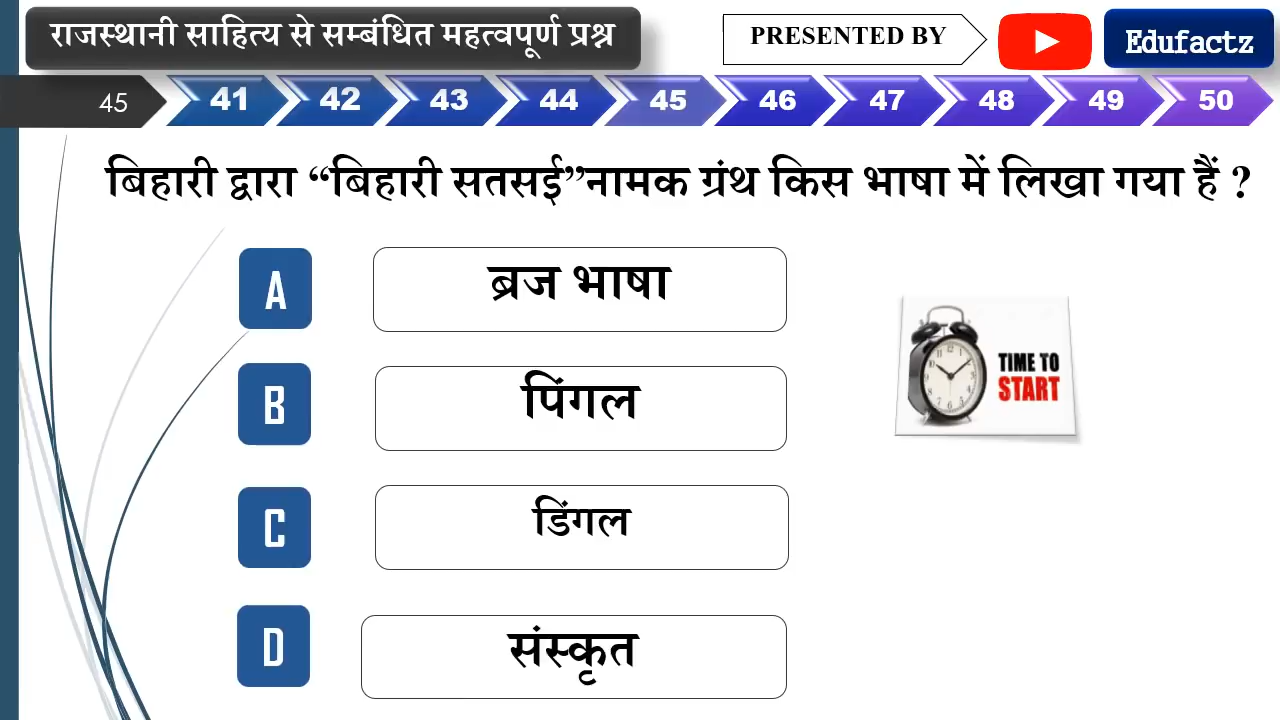 राजस्थानी साहित्य से सम्बंधित महत्वपूर्ण प्रश्न
PRESENTED BY
Edufactz
45
41
42
43
44
45
46
47
48
49
50
बिहारी द्वारा “बिहारी सतसई”नामक ग्रंथ किस भाषा में लिखा गया हैं ?
A
ब्रज भाषा
B
पिंगल
TIME TO
START
C
डिंगल
D
संस्कृत